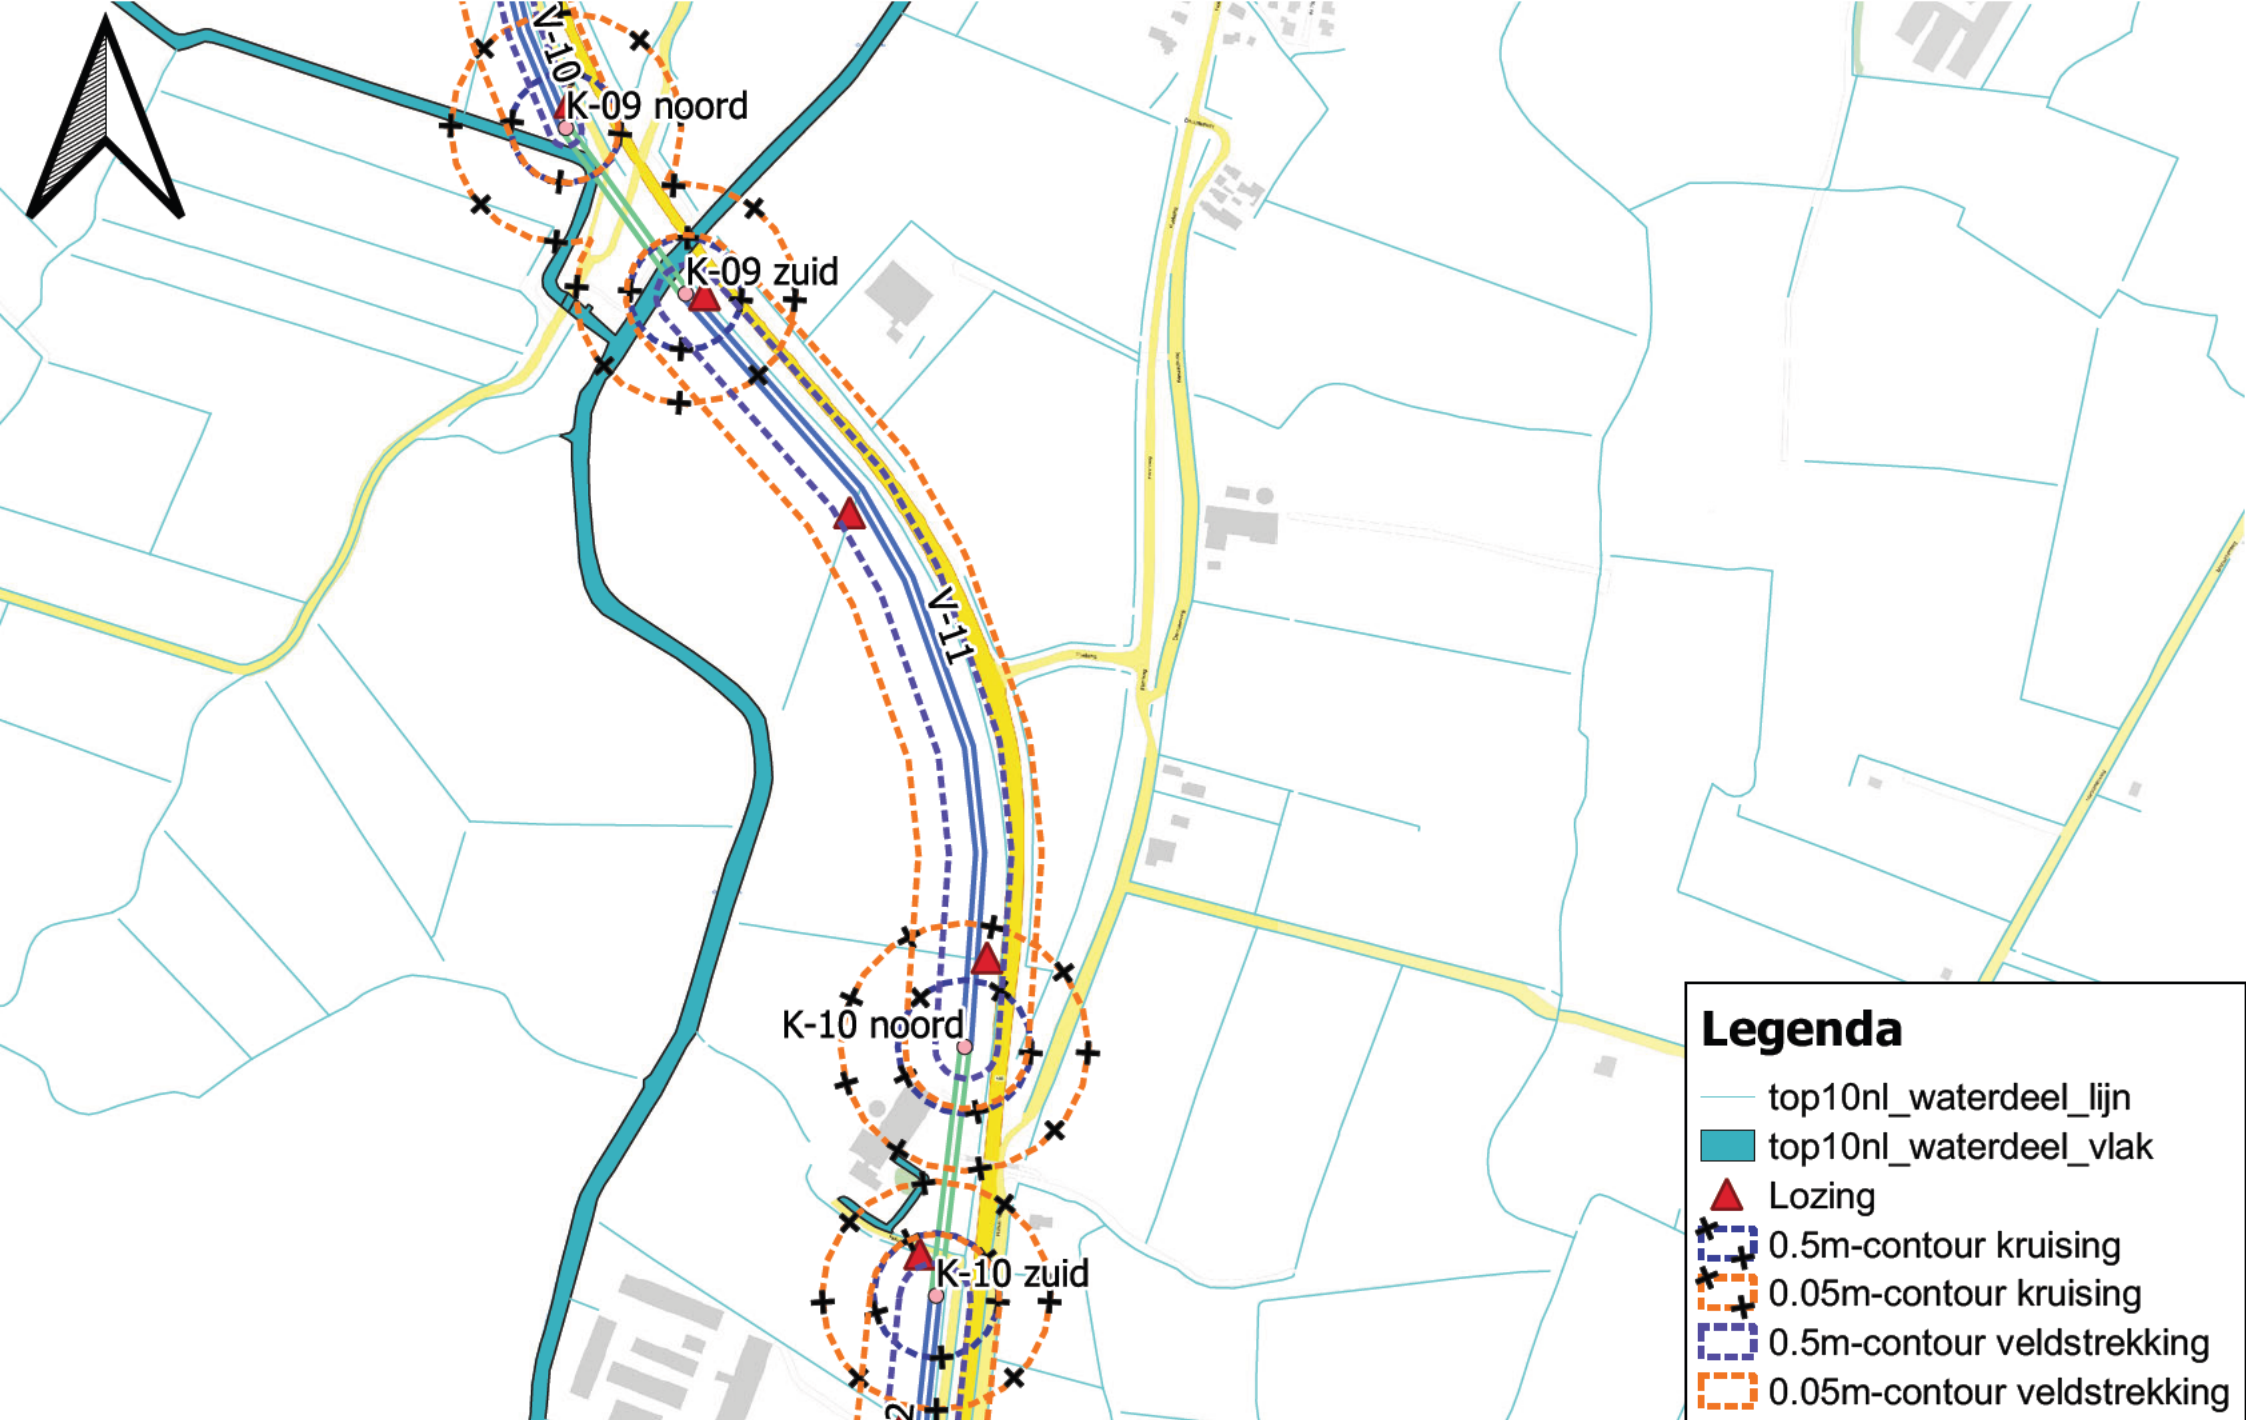 V-10
K-09 noord
K-09 zuid
V-11
K-10 noord
K-10 zuid
2
Legenda
top10nl_waterdeel_lijn
top10nl_waterdeel_vlak
Lozing
0.5m-contour kruising
0.05m-contour kruising
0.5m-contour veldstrekking
0.05m-contour veldstrekking